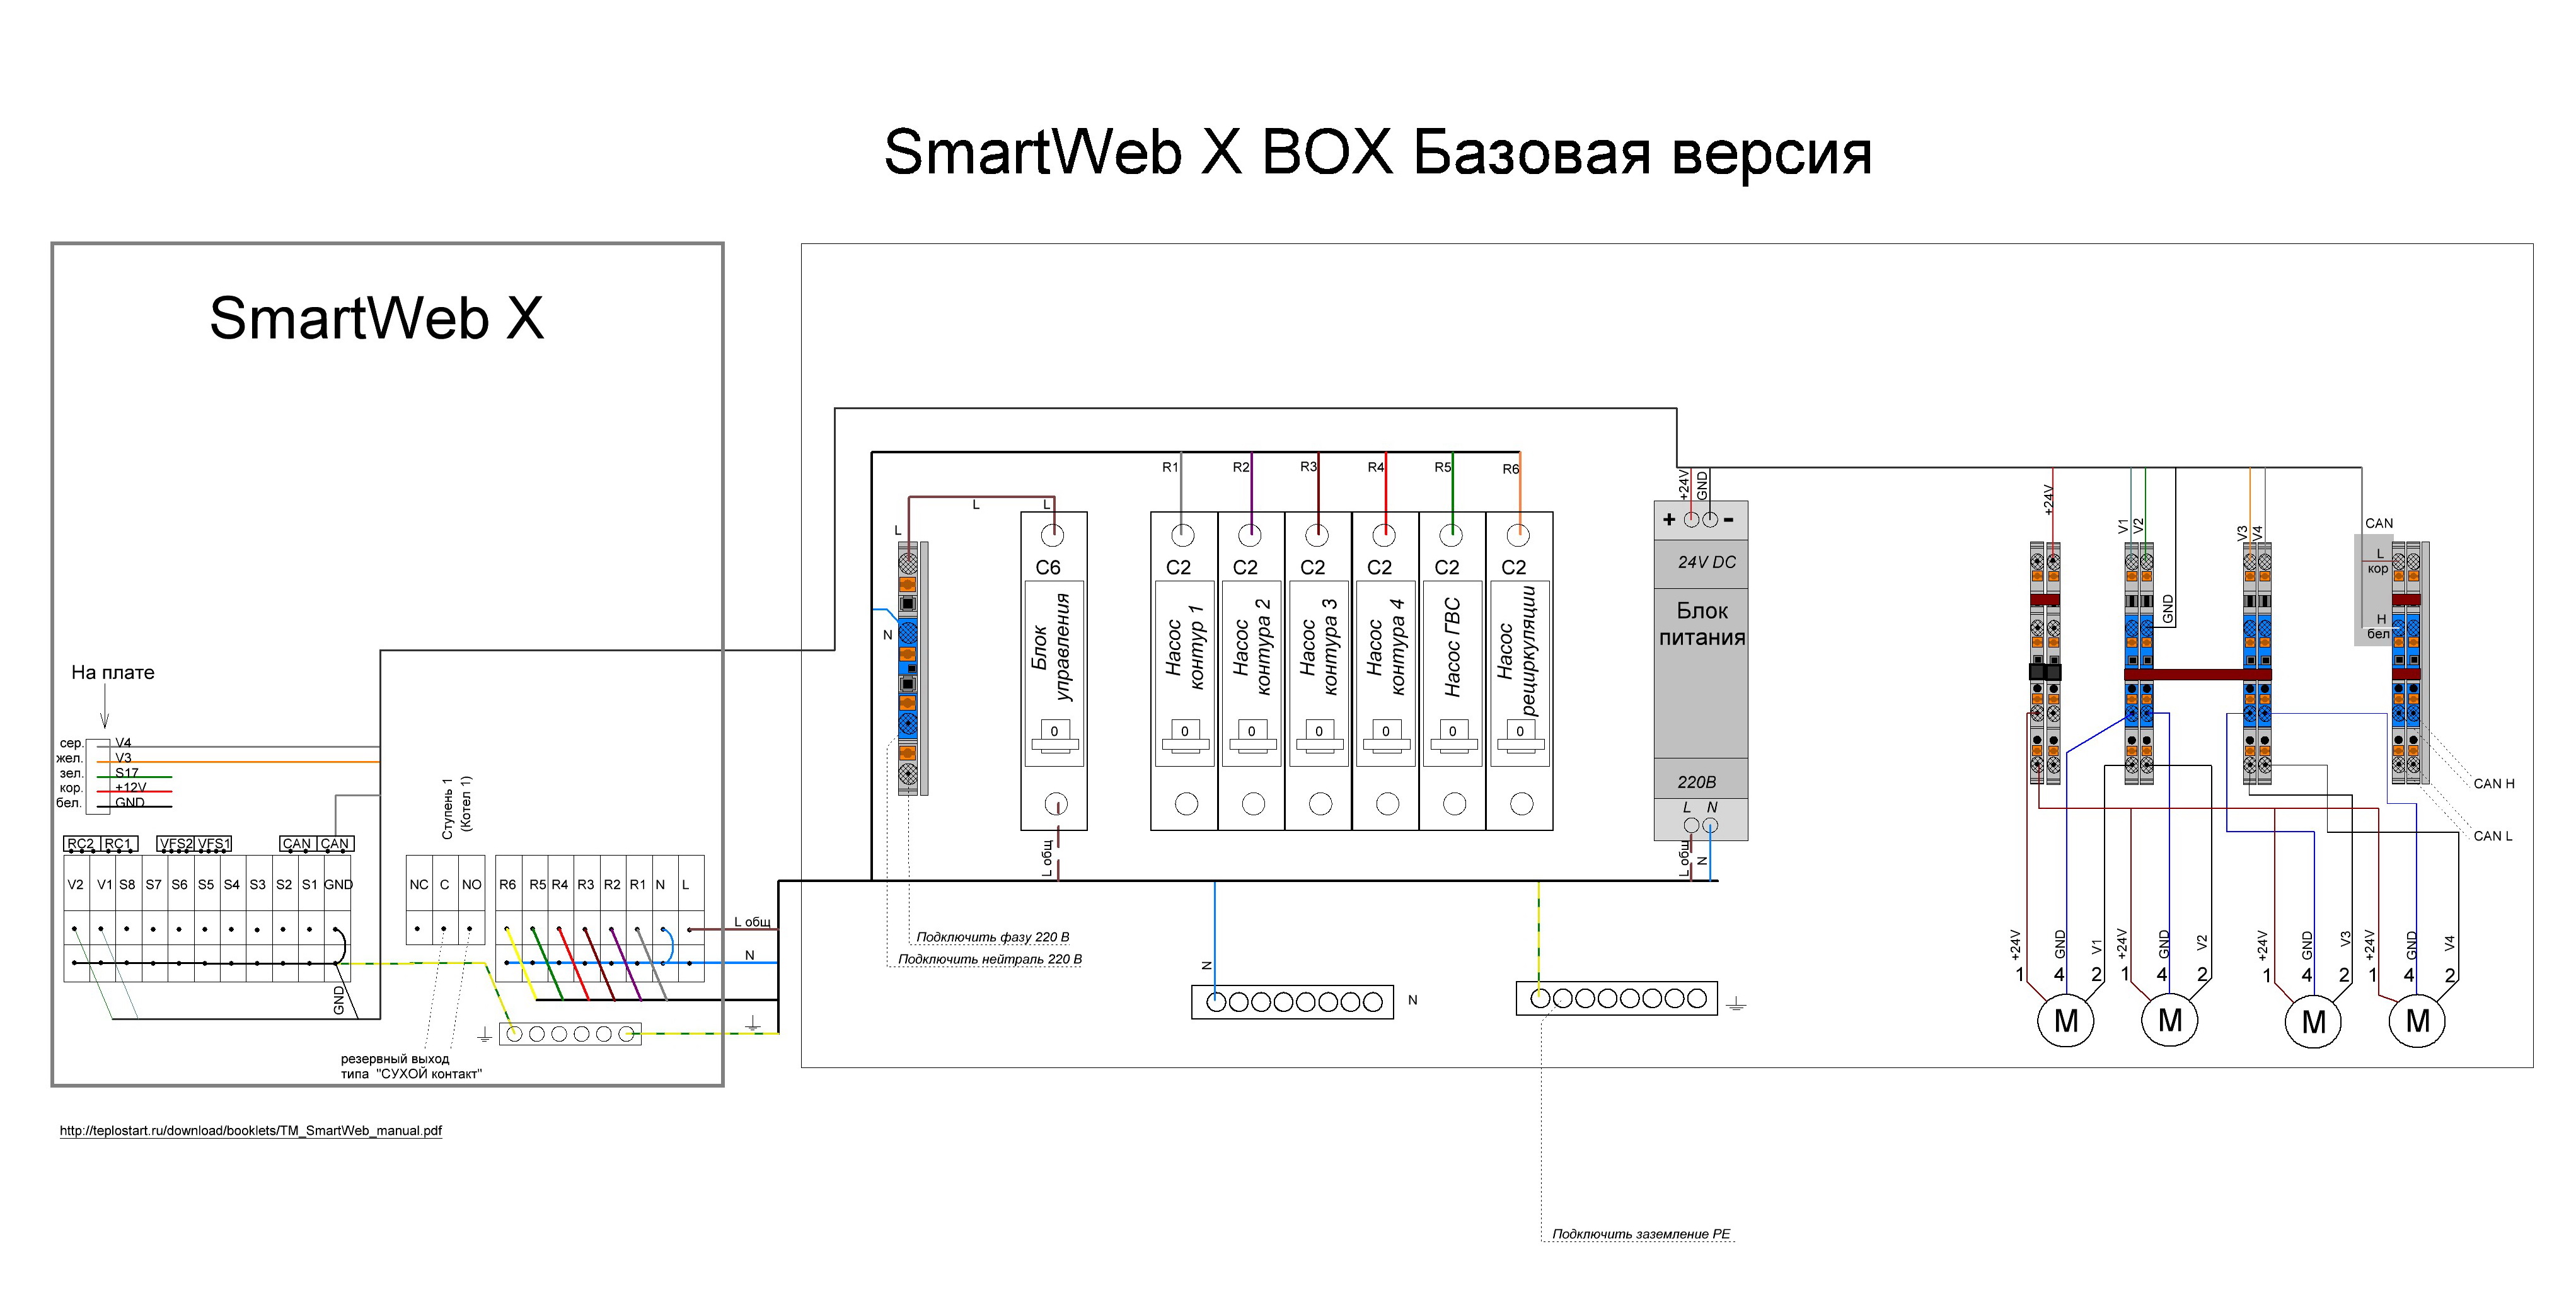 SmartWeb X BOX Базовая версия
SmartWeb X
На плате
сер. V4
жел. V3
зел. S17
кор. +12V
бел. GND
RC2 RC1 VFS2 VFS1 CAN CAN
V2 V1 S8 S7 S6 S5 S4 S3 S2 S1 GND
GND
Ступень 1
(Котел 1)
NC C NO
R6 R5 R4 R3 R2 R1 N L
L общ
N
резервный выход
типа "СУХОЙ контакт"
http://teplostart.ru/download/booklets/TM_SmartWeb_manual.pdf
L
L
L
N
C6
Блок
управления
0
L общ
R1 R2 R3 R4 R5 R6
C2 C2 C2 C2 C2 C2
Насос
контур 1
Насос
контура 2
Насос
контура 3
Насос
контура 4
Насос ГВС
Насос
рециркуляции
0 0 0 0 0 0
+24V GND
+ -
24V DC
Блок
питания
220В
L N
L общ N
Подключить фазу 220 В
Подключить нейтраль 220 В
N
N
Подключить заземление PE
+24V
V1 V2
GND
V3 V4
CAN
L
кор
H
бел
CAN H
CAN L
+24V GND V1 +24V GND V2 +24V GND V3 +24V GND V4
1 4 2 1 4 2 1 4 2 1 4 2
M M M M